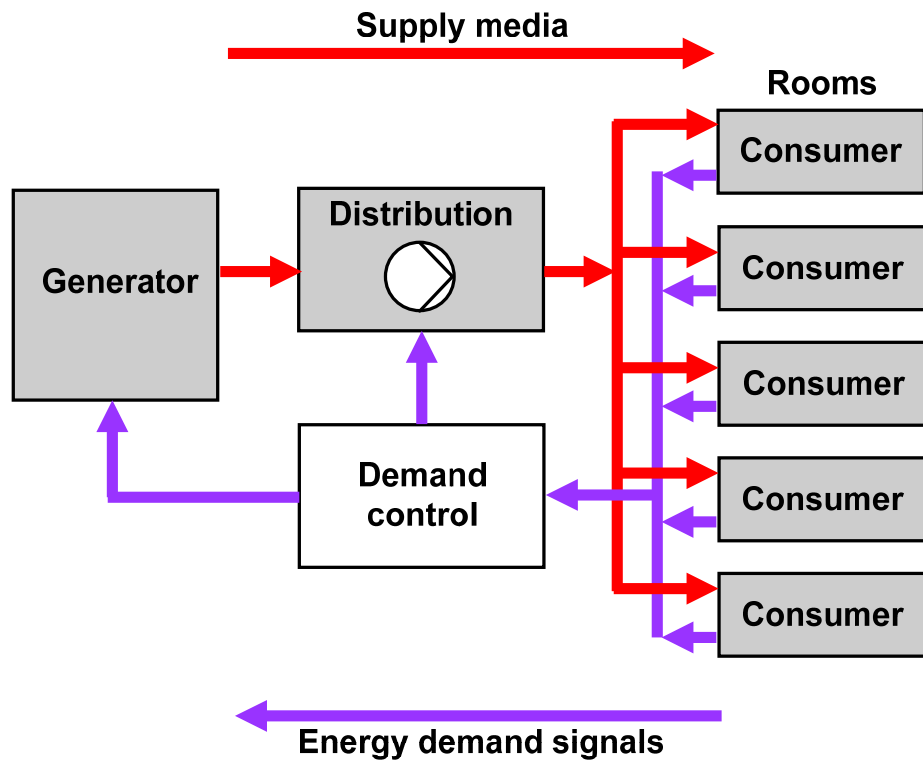 Supply media
Rooms
Consumer
Distribution
Generator
Consumer
Consumer
Demand
control
Consumer
Consumer
Energy demand signals